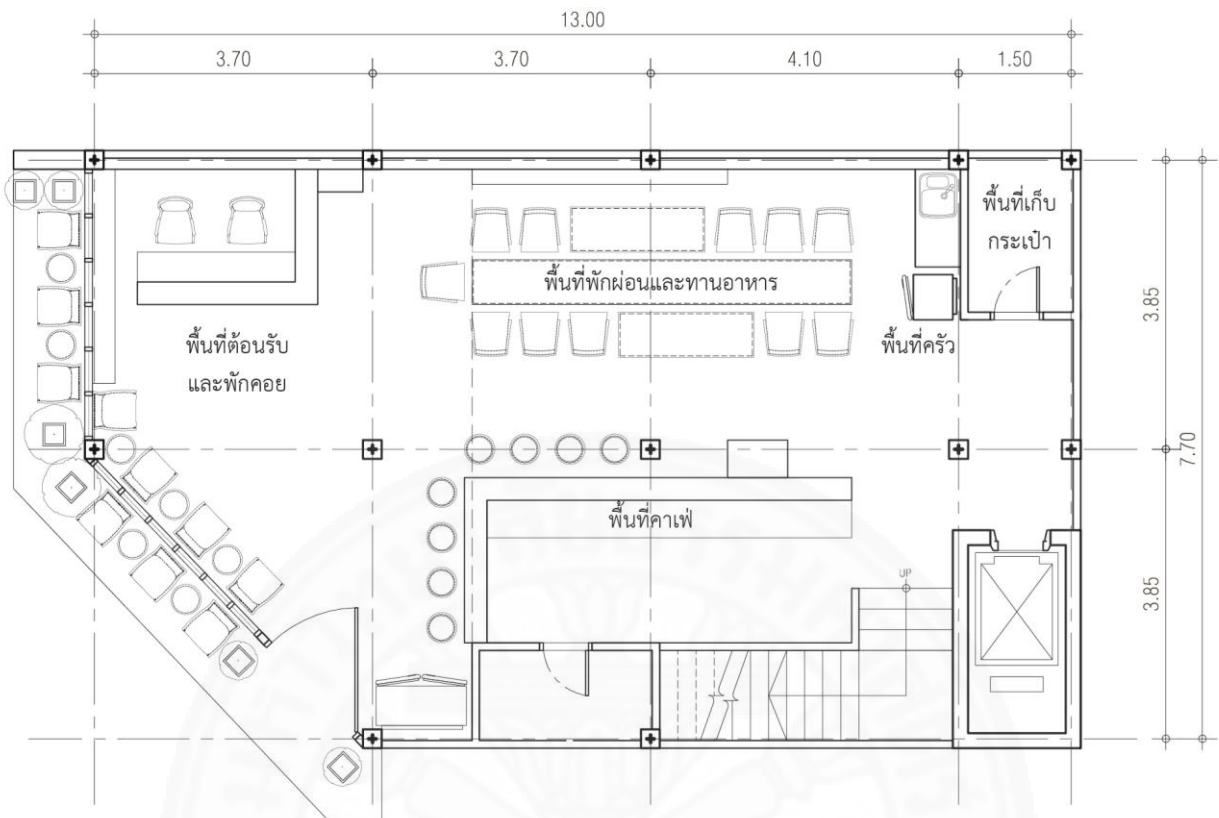 13.00
3.70
3.70
4.10
1.50
พื้นที่เก็บ
กระเป๋า
พื้นที่พักผ่อนและทานอาหาร
พื้นที่ต้อนรับ
และพักคอย
พื้นที่ครัว
3.85
7.70
พื้นที่คาเฟ่
UP
3.85